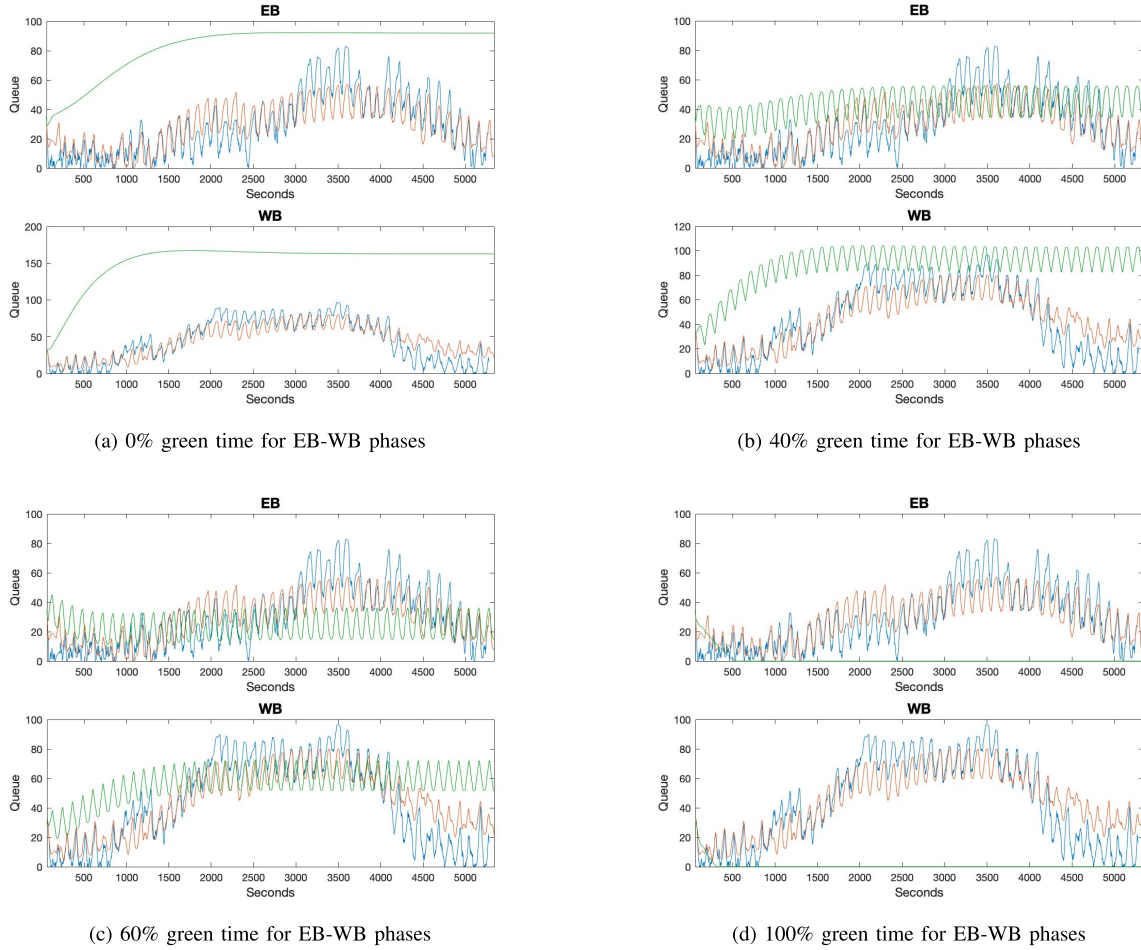 EB
Queue
100
80
60
40
20
0
500 1000 1500 2000 2500 3000 3500 4000 4500 5000
Seconds
WB
Queue
200
150
100
50
0
500 1000 1500 2000 2500 3000 3500 4000 4500 5000
Seconds
(a) 0% green time for EB-WB phases
EB
Queue
100
80
60
40
20
0
500 1000 1500 2000 2500 3000 3500 4000 4500 5000
Seconds
WB
Queue
120
100
80
60
40
20
0
500 1000 1500 2000 2500 3000 3500 4000 4500 5000
Seconds
(b) 40% green time for EB-WB phases
EB
Queue
100
80
60
40
20
0
500 1000 1500 2000 2500 3000 3500 4000 4500 5000
Seconds
WB
Queue
100
80
60
40
20
0
500 1000 1500 2000 2500 3000 3500 4000 4500 5000
Seconds
(c) 60% green time for EB-WB phases
EB
Queue
100
80
60
40
20
0
500 1000 1500 2000 2500 3000 3500 4000 4500 5000
Seconds
WB
Queue
100
80
60
40
20
0
500 1000 1500 2000 2500 3000 3500 4000 4500 5000
Seconds
(d) 100% green time for EB-WB phases